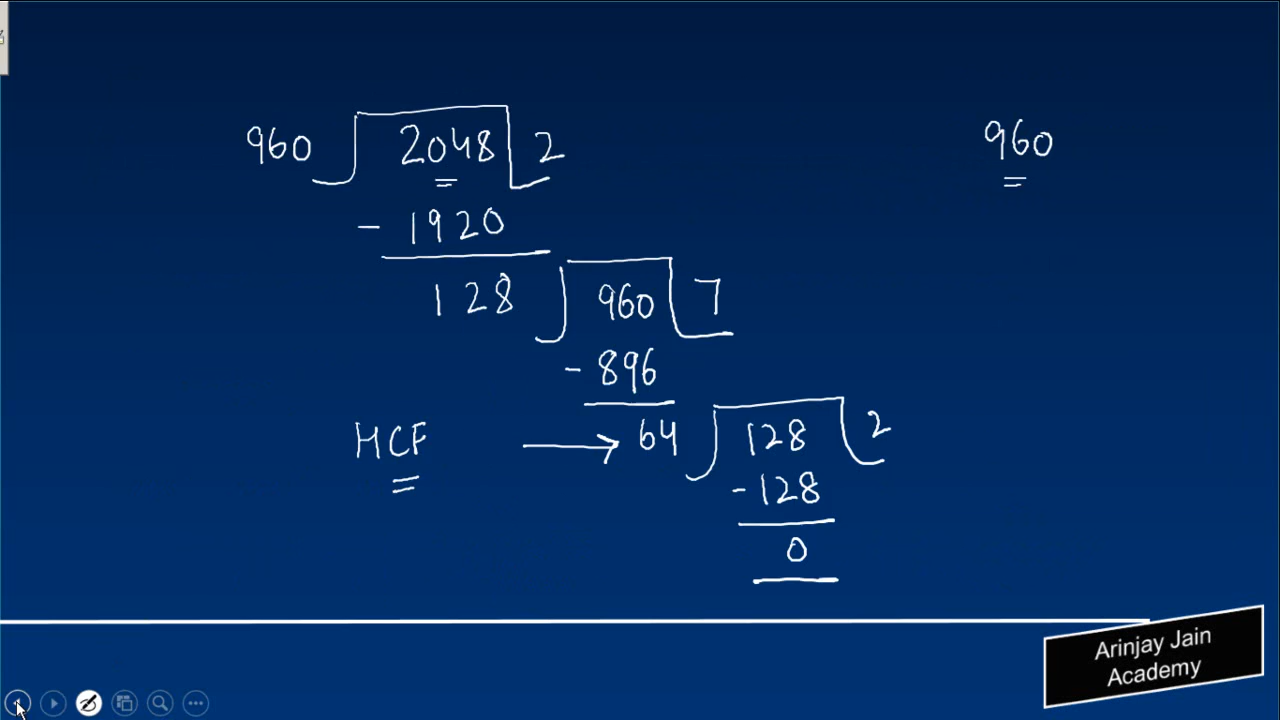 960 2048 2 960
- 1920
128 960 7
- 896
HCF → 64 128 2
- 128
0
Arinjay Jain
Academy